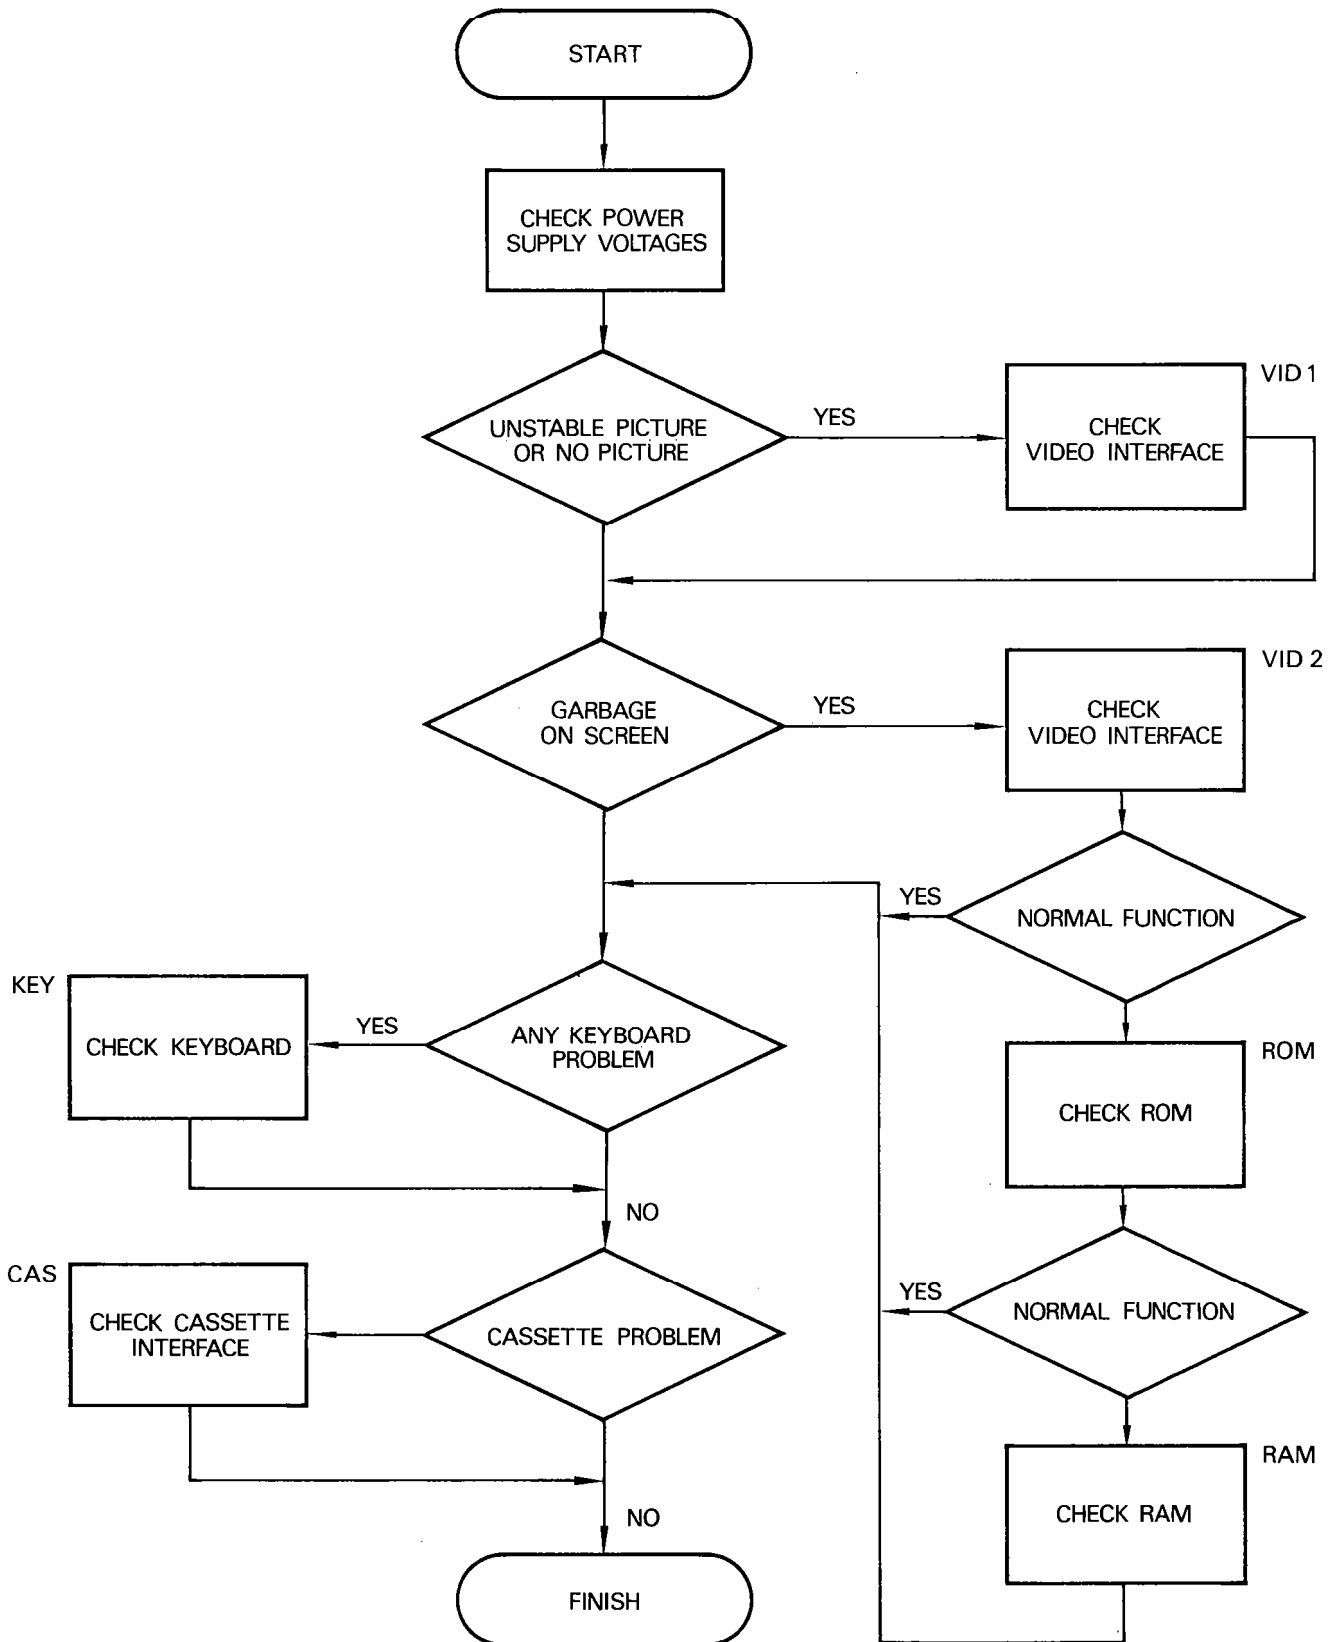 START
CHECK POWER
SUPPLY VOLTAGES
UNSTABLE PICTURE
OR NO PICTURE
YES
CHECK
VIDEO INTERFACE
VID 1
GARBAGE
ON SCREEN
YES
CHECK
VIDEO INTERFACE
VID 2
YES
NORMAL FUNCTION
KEY
CHECK KEYBOARD
YES
ANY KEYBOARD
PROBLEM
ROM
CHECK ROM
NO
CAS
CHECK CASSETTE
INTERFACE
CASSETTE PROBLEM
YES
NORMAL FUNCTION
RAM
CHECK RAM
NO
FINISH